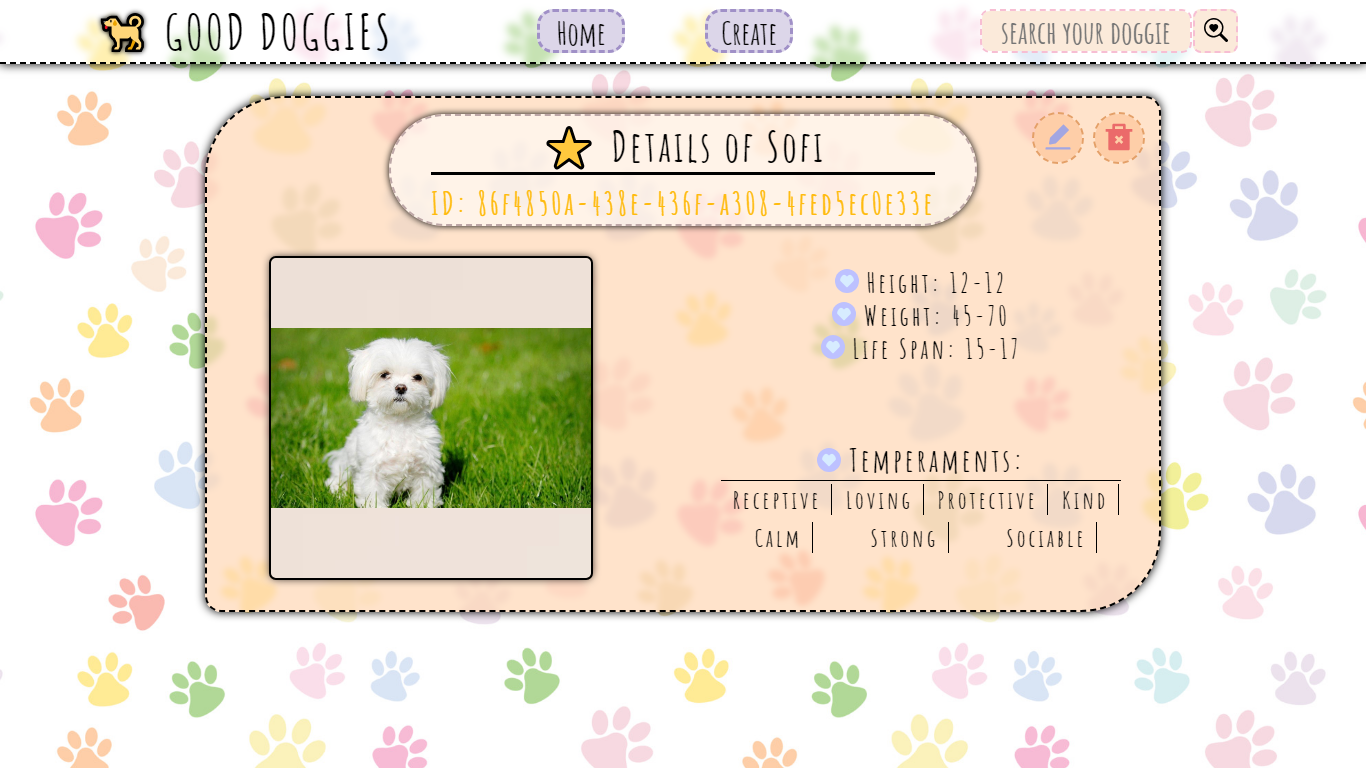 GOOD DOGGIES
Home
Create
SEARCH YOUR DOGGIE
Details of Sofi
ID: 86f4850a-438e-436f-a308-4fed5ec0e33e
Height: 12-12
Weight: 45-70
Life Span: 15-17
Temperaments:
Receptive Loving Protective Kind
Calm Strong Sociable